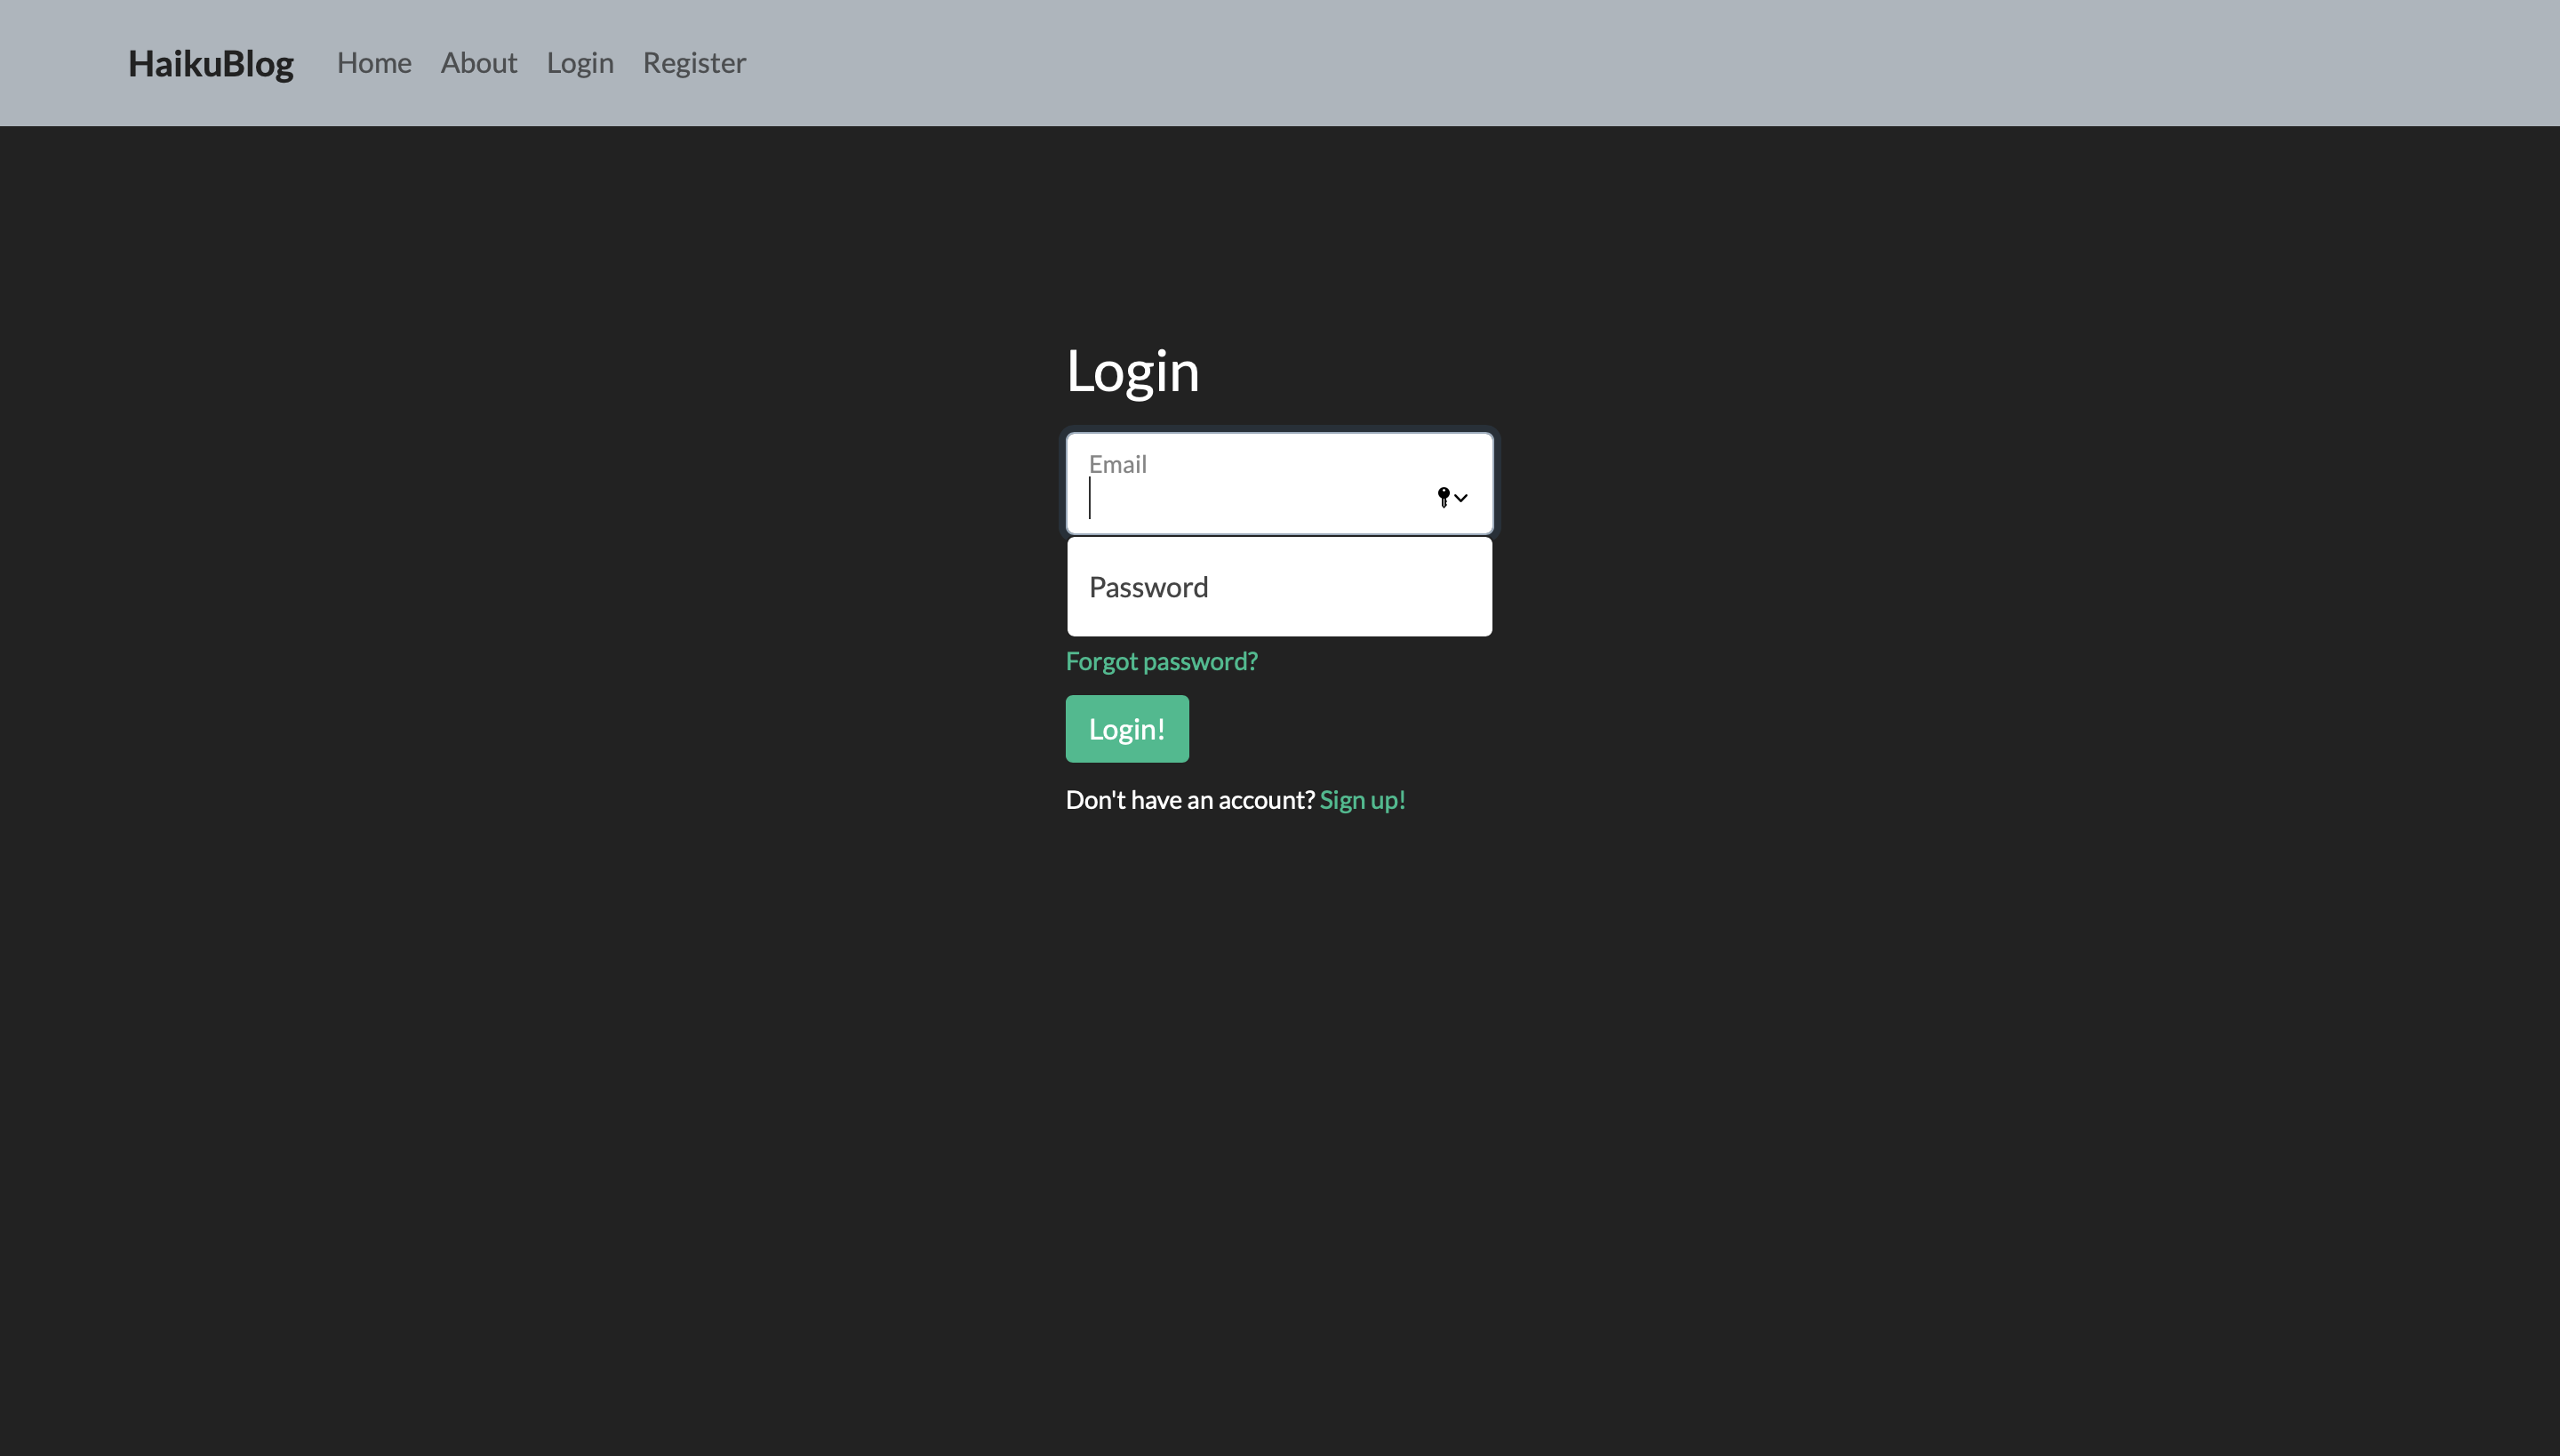 HaikuBlog Home About Login Register
Login
Email
Password
Forgot password?
Login!
Don't have an account? Sign up!